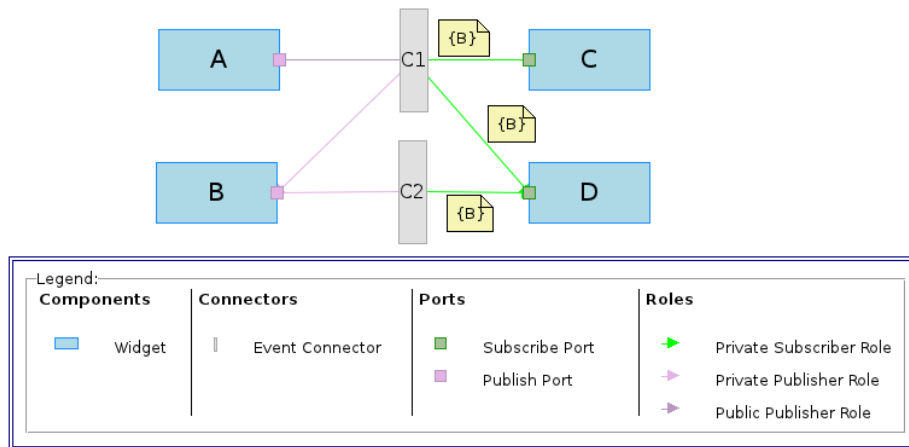 {B}
A
C1
C
{B}
B
C2
D
{B}
Legend:
Components
Connectors
Ports
Roles
Widget
Event Connector
Subscribe Port
Private Subscriber Role
Publish Port
Private Publisher Role
Public Publisher Role